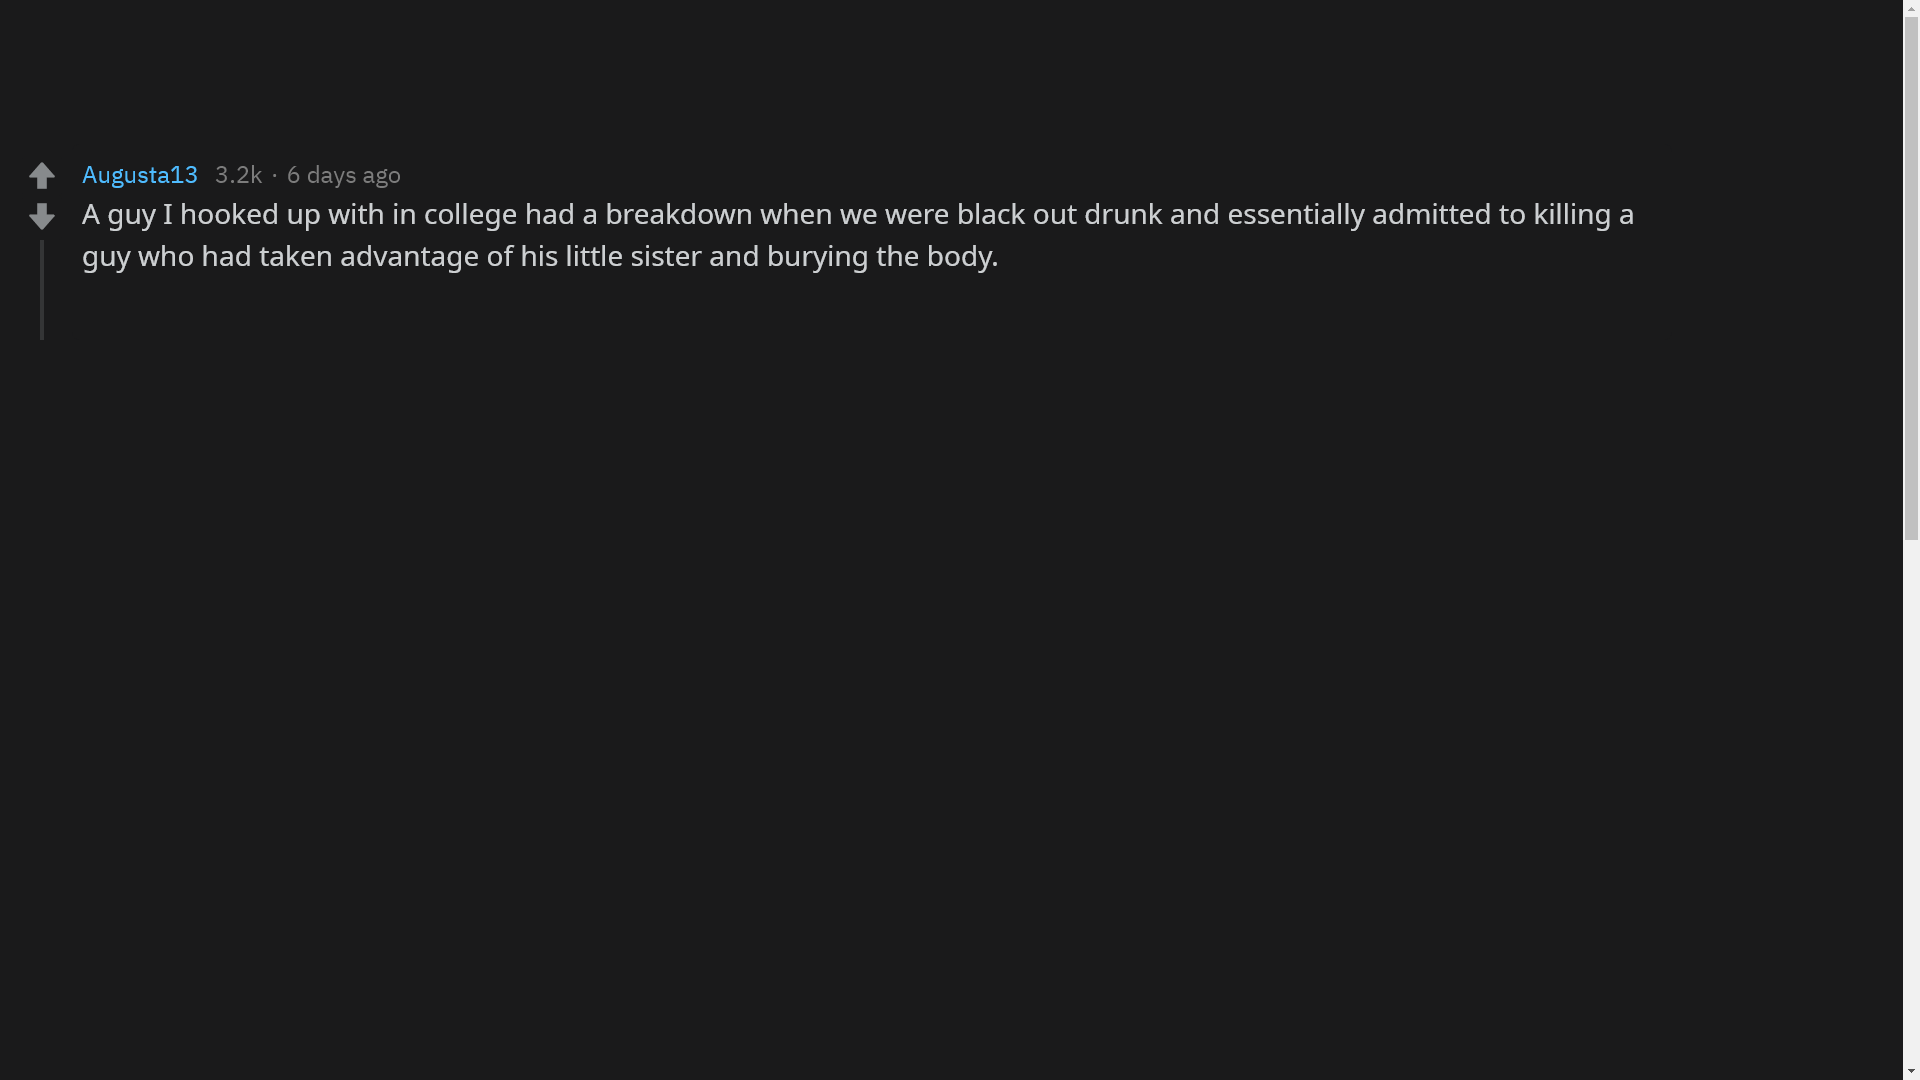 Augusta13 3.2k · 6 days ago
A guy I hooked up with in college had a breakdown when we were black out drunk and essentially admitted to killing a
guy who had taken advantage of his little sister and burying the body.